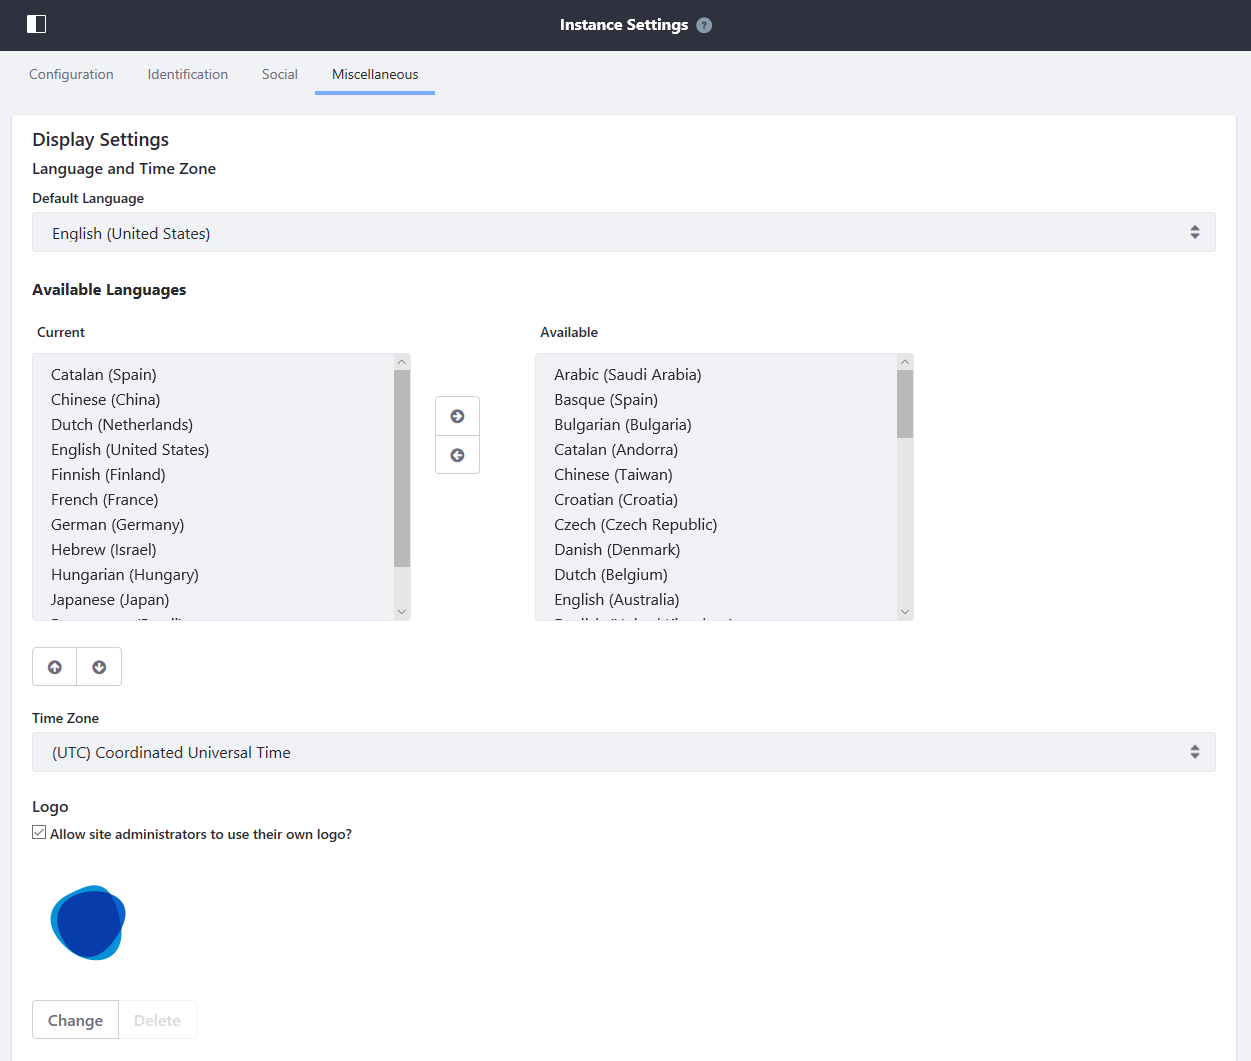 Instance Settings ?
Configuration Identification Social Miscellaneous
Display Settings
Language and Time Zone
Default Language
English (United States)
Available Languages
Current
Catalan (Spain)
Chinese (China)
Dutch (Netherlands)
English (United States)
Finnish (Finland)
French (France)
German (Germany)
Hebrew (Israel)
Hungarian (Hungary)
Japanese (Japan)
Available
Arabic (Saudi Arabia)
Basque (Spain)
Bulgarian (Bulgaria)
Catalan (Andorra)
Chinese (Taiwan)
Croatian (Croatia)
Czech (Czech Republic)
Danish (Denmark)
Dutch (Belgium)
English (Australia)
Time Zone
(UTC) Coordinated Universal Time
Logo
Allow site administrators to use their own logo?
Change Delete